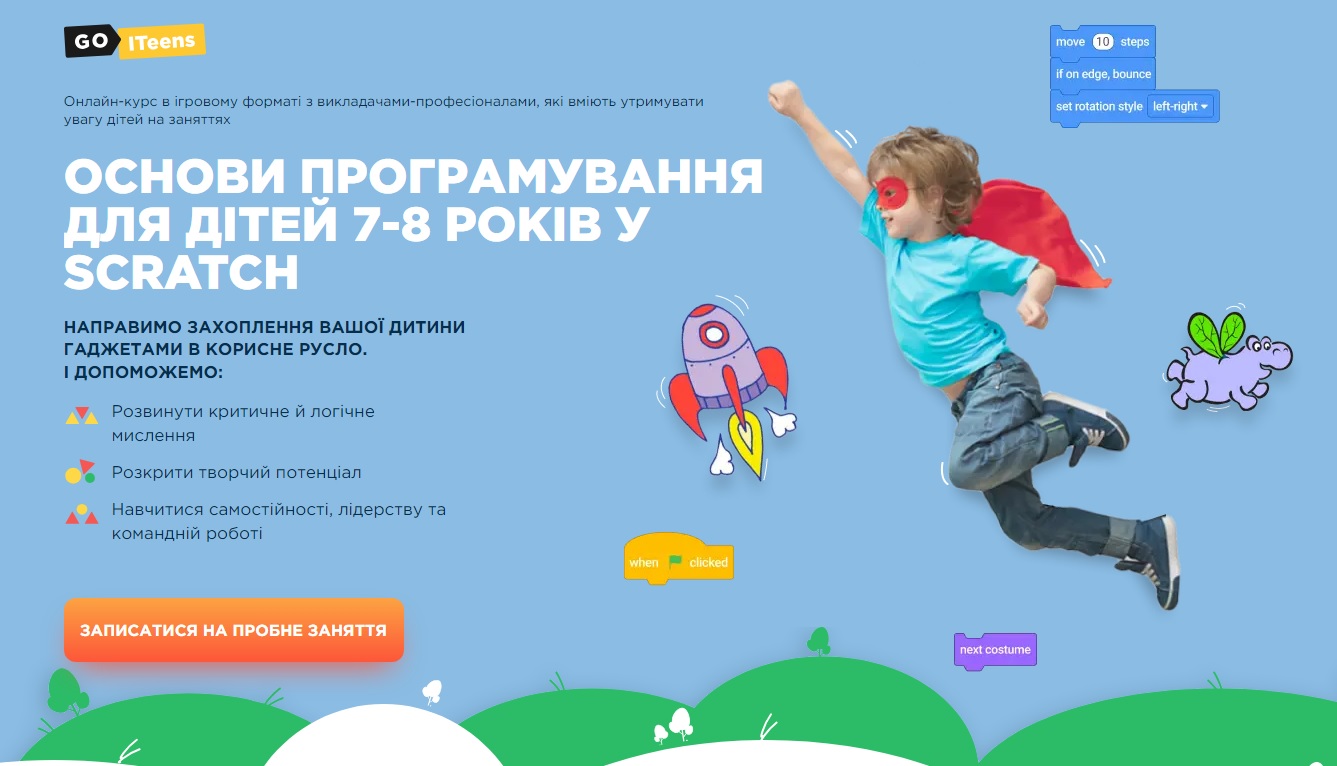 GO ITeens
Онлайн-курс в ігровому форматі з викладачами-професіоналами, які вміють утримувати
увагу дітей на заняттях
ОСНОВИ ПРОГРАМУВАННЯ
ДЛЯ ДІТЕЙ 7-8 РОКІВ У
SCRATCH
НАПРАВИМО ЗАХОПЛЕННЯ ВАШОЇ ДИТИНИ
ГАДЖЕТАМИ В КОРИСНЕ РУСЛО.
І ДОПОМОЖЕМО:
Розвинути критичне й логічне
мислення
Розкрити творчий потенціал
Навчитися самостійності, лідерству та
командній роботі
ЗАПИСАТИСЯ НА ПРОБНЕ ЗАНЯТТЯ
move 10 steps
if on edge, bounce
set rotation style left-right
when clicked
next costume